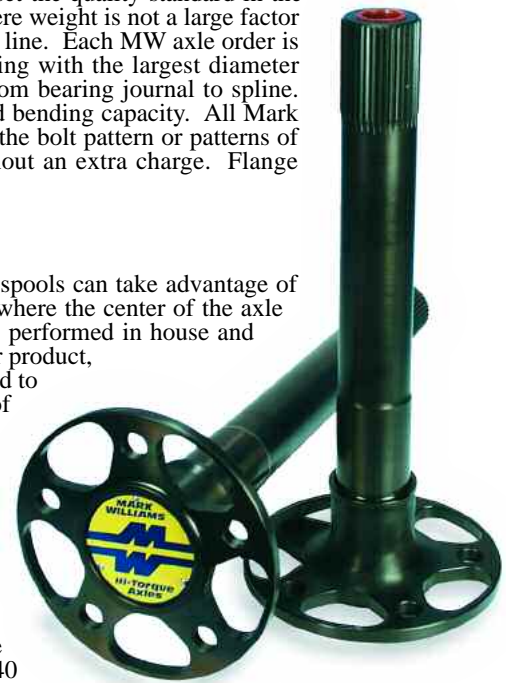 set the quality standard in the
ere weight is not a large factor
line. Each MW axle order is
ing with the largest diameter
om bearing journal to spline.
d bending capacity. All Mark
the bolt pattern or patterns of
hout an extra charge. Flange
spools can take advantage of
where the center of the axle
performed in house and
r product,
d to
of
e
40
MARK
WILLIAMS
MW
Hi-Torque
Axles